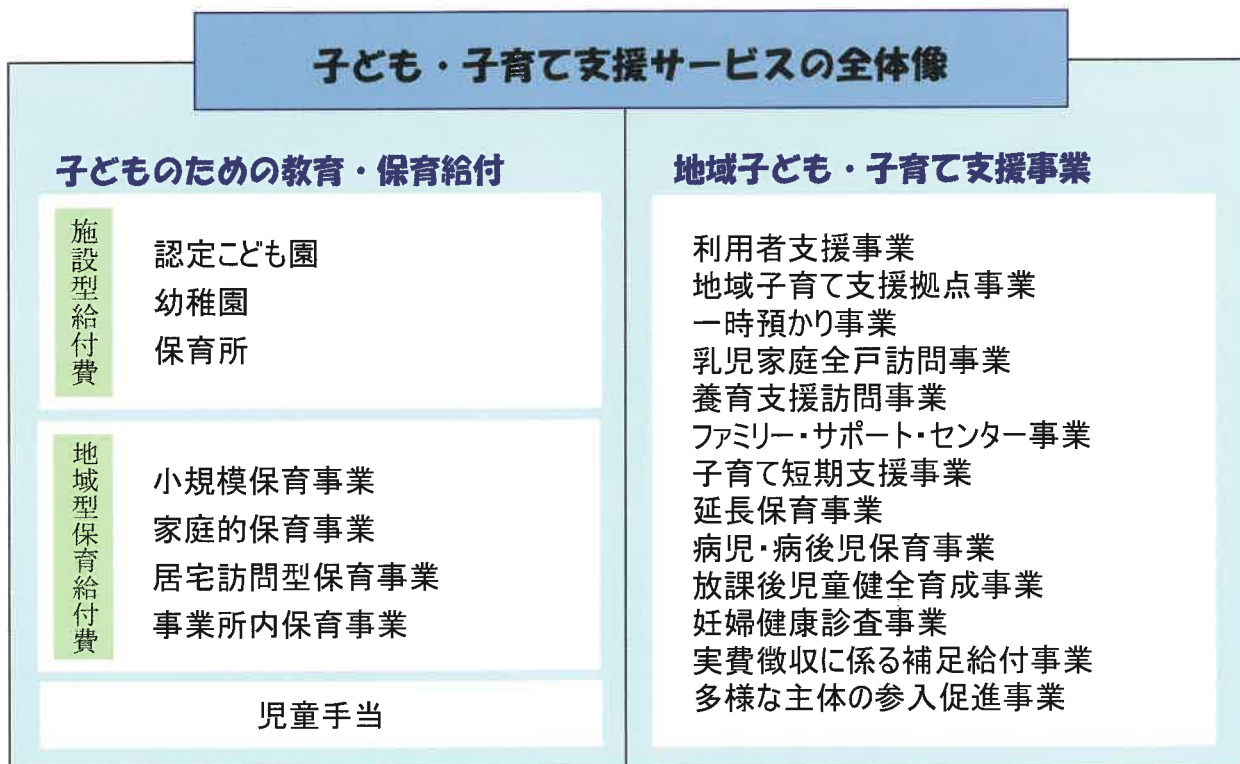 子ども・子育て支援サービスの全体像
子どものための教育・保育給付
施設型給付費
認定こども園
幼稚園
保育所
地域型保育給付費
小規模保育事業
家庭的保育事業
居宅訪問型保育事業
事業所内保育事業
児童手当
地域子ども・子育て支援事業
利用者支援事業
地域子育て支援拠点事業
一時預かり事業
乳児家庭全戸訪問事業
養育支援訪問事業
ファミリー・サポート・センター事業
子育て短期支援事業
延長保育事業
病児・病後児保育事業
放課後児童健全育成事業
妊婦健康診査事業
実費徴収に係る補足給付事業
多様な主体の参入促進事業